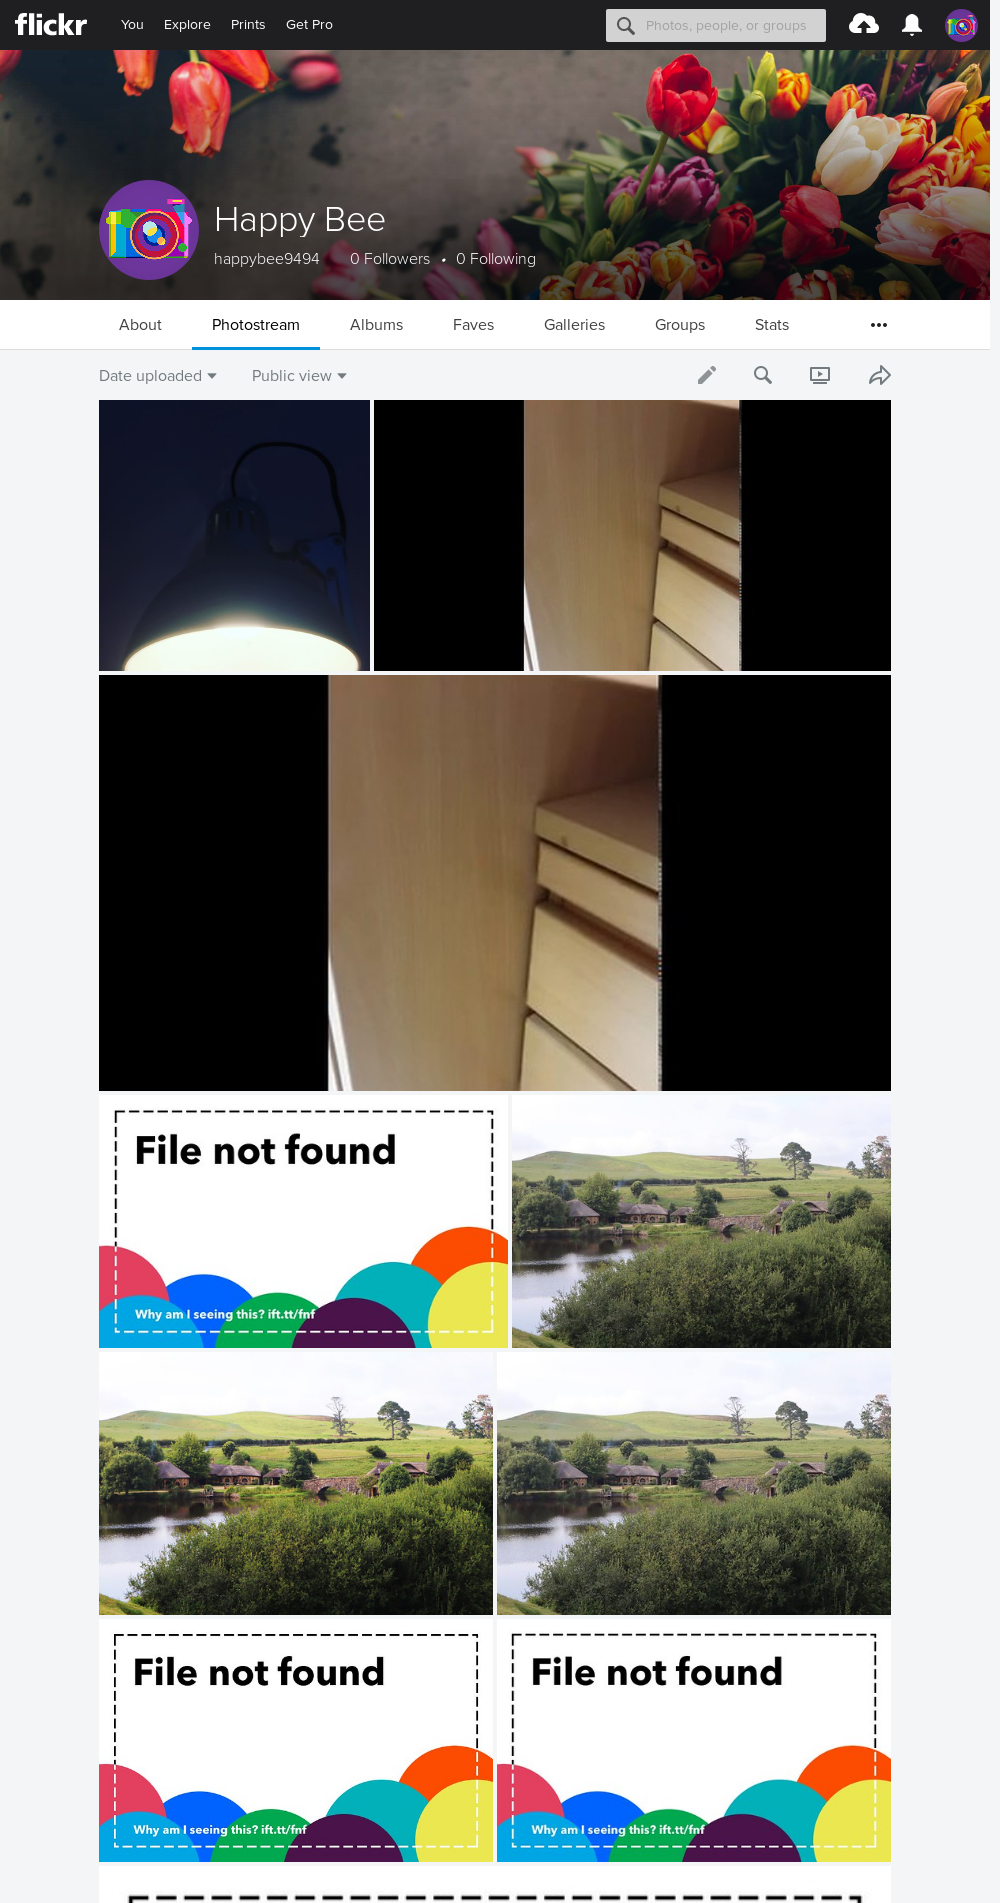 flickr
You Explore Prints Get Pro
Photos, people, or groups
Happy Bee
happybee9494 0 Followers • 0 Following
About Photostream Albums Faves Galleries Groups Stats
Date uploaded Public view
File not found
Why am I seeing this? ift.tt/fnf
File not found
File not found
Why am I seeing this? ift.tt/fnf
Why am I seeing this? ift.tt/fnf